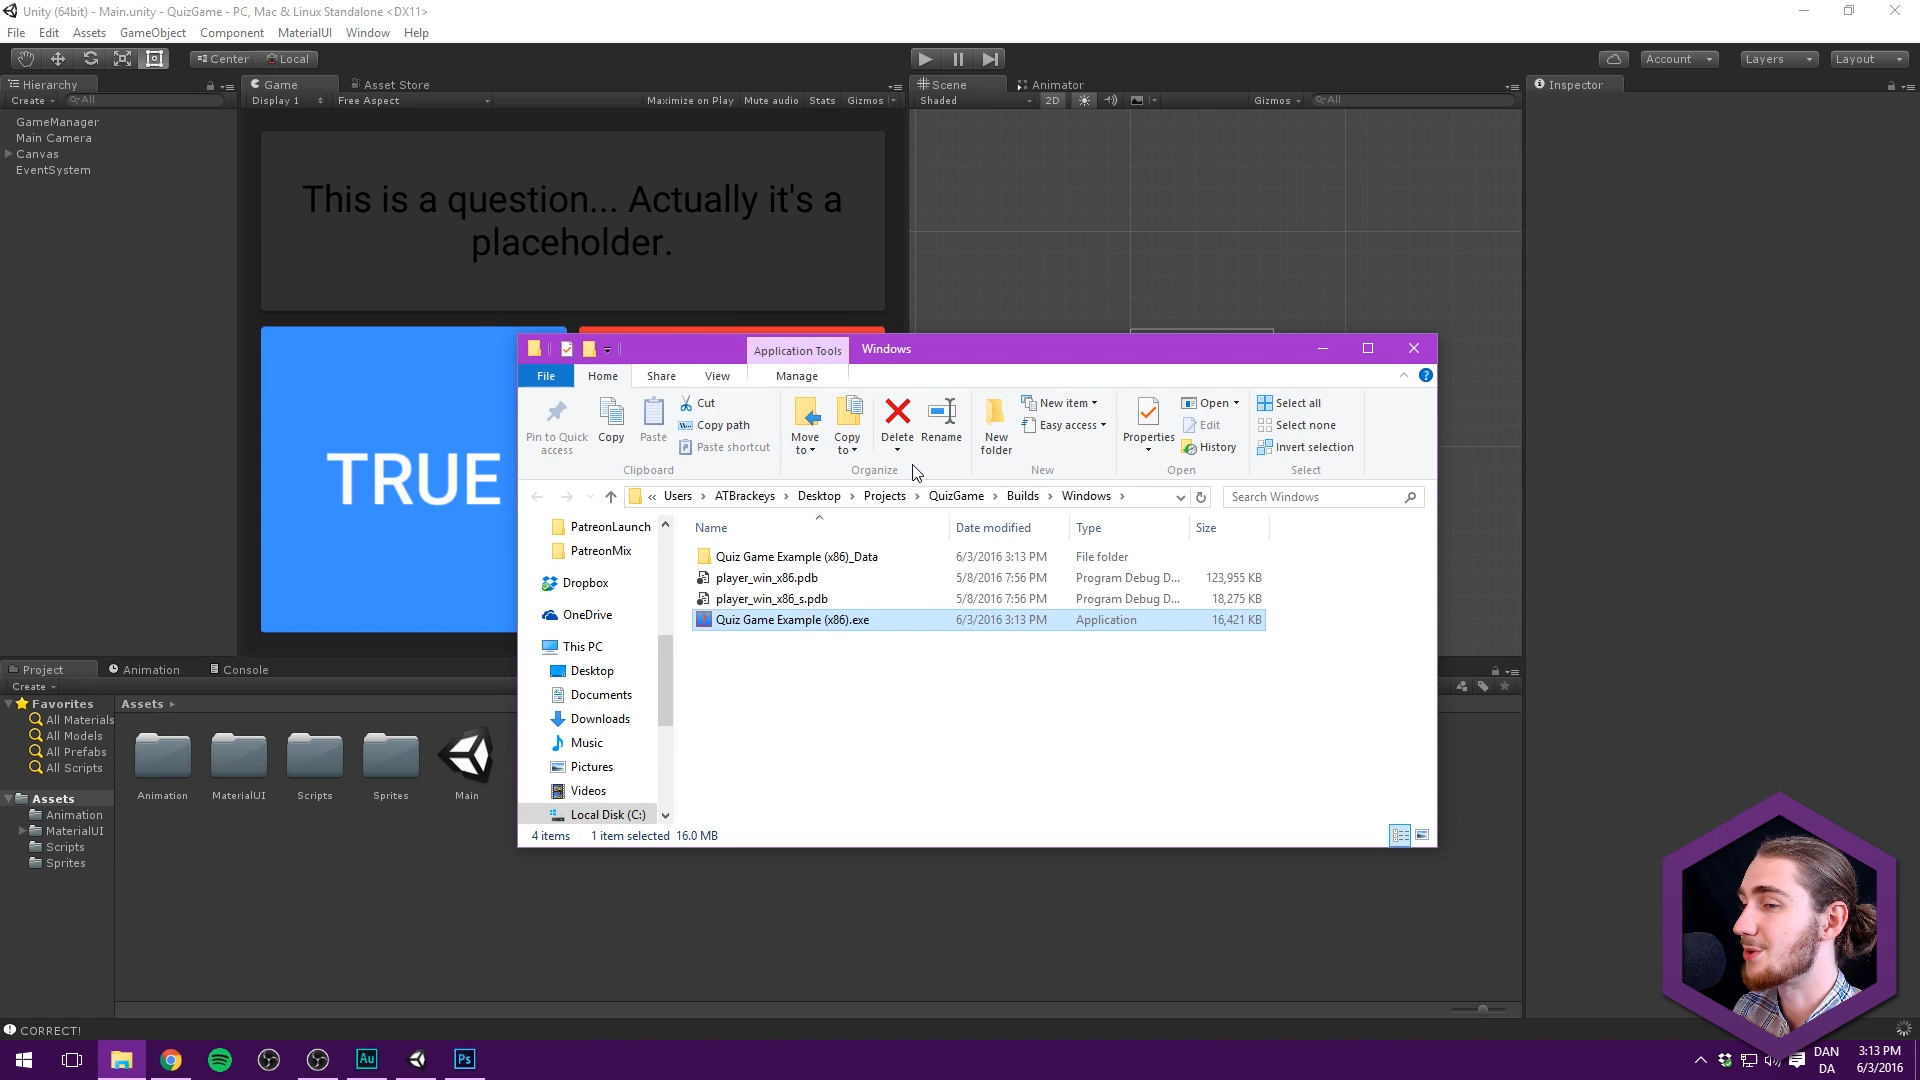 Unity (64bit) - Main.unity - QuizGame - PC, Mac & Linux Standalone <DX11>
File Edit Assets GameObject Component MaterialUI Window Help
Center Local
Account Layers Layout
Hierarchy
Create All
GameManager
Main Camera
Canvas
EventSystem
Game Asset Store
Display 1 Free Aspect Maximize on Play Mute audio Stats Gizmos
This is a question... Actually it's a
placeholder.
TRUE
Scene Animator
Shaded 2D Gizmos All
Inspector
Application Tools Windows
File Home Share View Manage
Pin to Quick
access
Copy
Paste
Cut
Copy path
Paste shortcut
Clipboard
Move
to
Copy
to
Delete
Rename
Organize
New
folder
New item
Easy access
New
Properties
Open
Edit
History
Open
Select all
Select none
Invert selection
Select
« Users Ā ATBrackeys Desktop Projects QuizGame Builds Windows
Search Windows
PatreonLaunch
PatreonMix
Dropbox
OneDrive
This PC
Desktop
Documents
Downloads
Music
Pictures
Videos
Local Disk (C:)
Name Date modified Type Size
Quiz Game Example (x86)_Data 6/3/2016 3:13 PM File folder
player_win_x86.pdb 5/8/2016 7:56 PM Program Debug D... 123,955 KB
player_win_x86_s.pdb 5/8/2016 7:56 PM Program Debug D... 18,275 KB
Quiz Game Example (x86).exe 6/3/2016 3:13 PM Application 16,421 KB
4 items 1 item selected 16.0 MB
Project Animation Console
Create
Favorites
All Materials
All Models
All Prefabs
All Scripts
Assets
Animation
MaterialUI
Scripts
Sprites
Assets
Animation MaterialUI Scripts Sprites Main
CORRECT!
Au Ps
DAN
DA
3:13 PM
6/3/2016